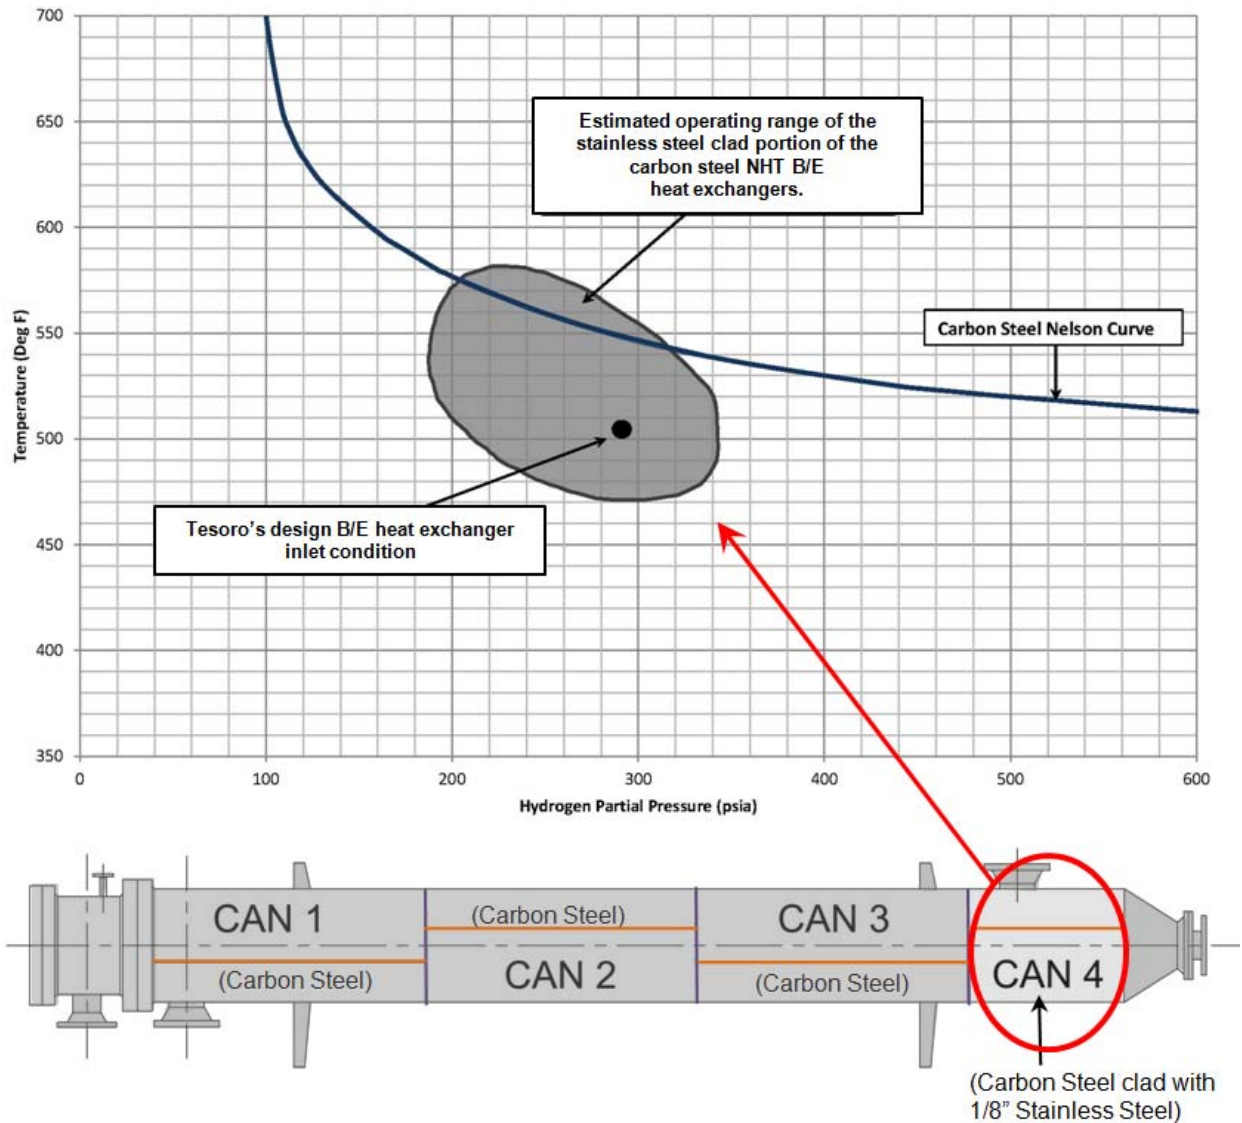 700
650
600
550
500
450
400
350
Temperature (Deg F)
Estimated operating range of the
stainless steel clad portion of the
carbon steel NHT B/E
heat exchangers.
Carbon Steel Nelson Curve
Tesoro’s design B/E heat exchanger
inlet condition
0 100 200 300 400 500 600
Hydrogen Partial Pressure (psia)
CAN 1
(Carbon Steel)
(Carbon Steel)
CAN 2
CAN 3
(Carbon Steel)
CAN 4
(Carbon Steel clad with
1/8” Stainless Steel)